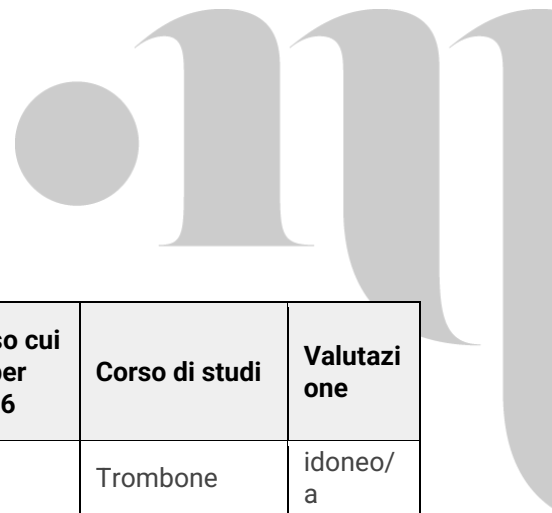 so cui
per
6
Corso di studi
Valutazi
one
Trombone
idoneo/
a